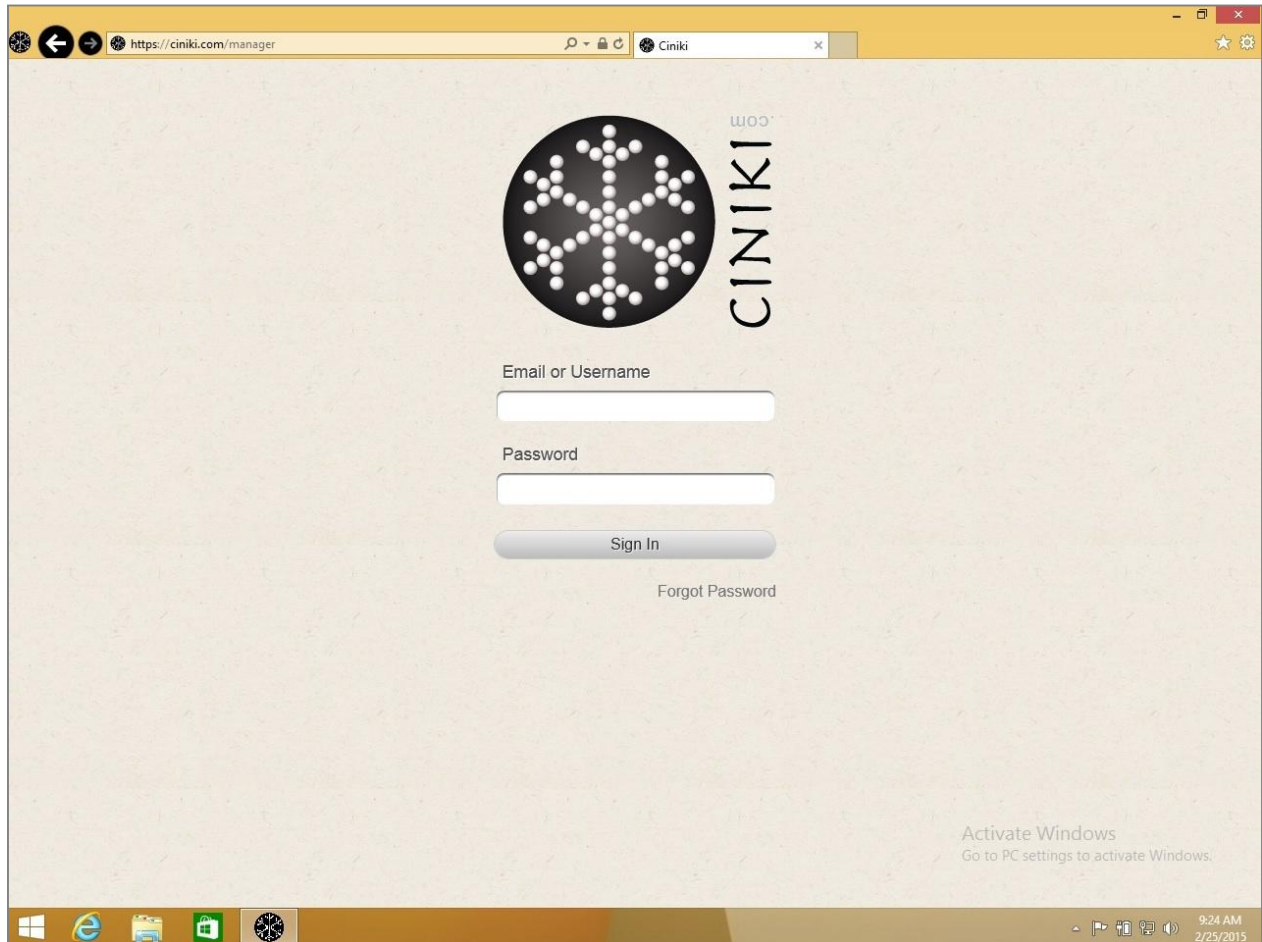 https://ciniki.com/manager
Ciniki
.com
CINIKI
Email or Username
Password
Sign In
Forgot Password
Activate Windows
Go to PC settings to activate Windows.
9:24 AM
2/25/2015